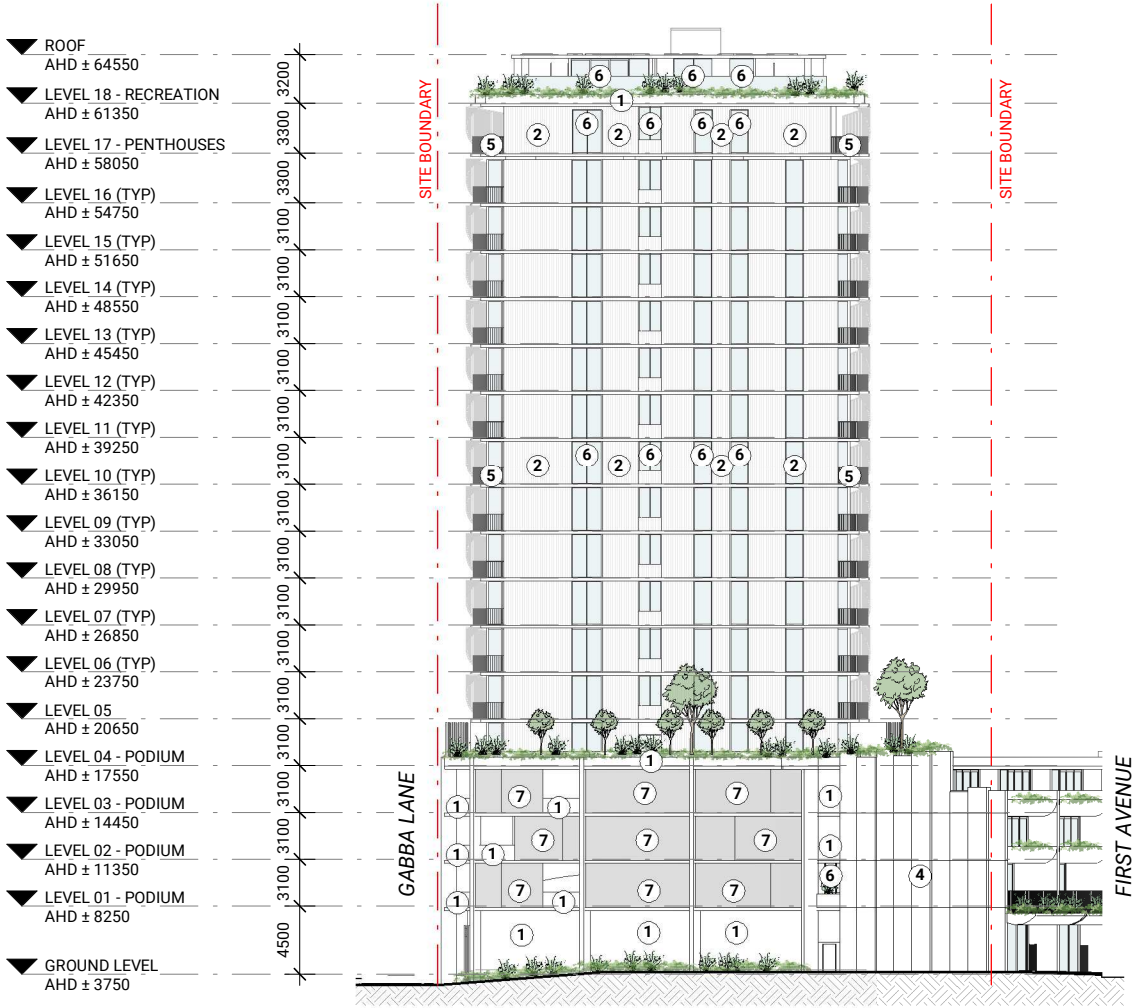 ROOF
AHD ± 64550
3200
LEVEL 18 - RECREATION
AHD ± 61350
3300
LEVEL 17 - PENTHOUSES
AHD ± 58050
3300
LEVEL 16 (TYP)
AHD ± 54750
3100
LEVEL 15 (TYP)
AHD ± 51650
3100
LEVEL 14 (TYP)
AHD ± 48550
3100
LEVEL 13 (TYP)
AHD ± 45450
3100
LEVEL 12 (TYP)
AHD ± 42350
3100
LEVEL 11 (TYP)
AHD ± 39250
3100
LEVEL 10 (TYP)
AHD ± 36150
3100
LEVEL 09 (TYP)
AHD ± 33050
3100
LEVEL 08 (TYP)
AHD ± 29950
3100
LEVEL 07 (TYP)
AHD ± 26850
3100
LEVEL 06 (TYP)
AHD ± 23750
3100
LEVEL 05
AHD ± 20650
3100
LEVEL 04 - PODIUM
AHD ± 17550
3100
LEVEL 03 - PODIUM
AHD ± 14450
3100
LEVEL 02 - PODIUM
AHD ± 11350
3100
LEVEL 01 - PODIUM
AHD ± 8250
4500
GROUND LEVEL
AHD ± 3750
SITE BOUNDARY
SITE BOUNDARY
GABBA LANE
FIRST AVENUE
6 6 6
1
6 6 6 6
2 2 2 2
5 5
6 6 6 6
2 2 2 2
5 5
1
7 7 7 1
1 1
7 7 7 1
1 1
6 4
7 7 7
1 1
1 1 1